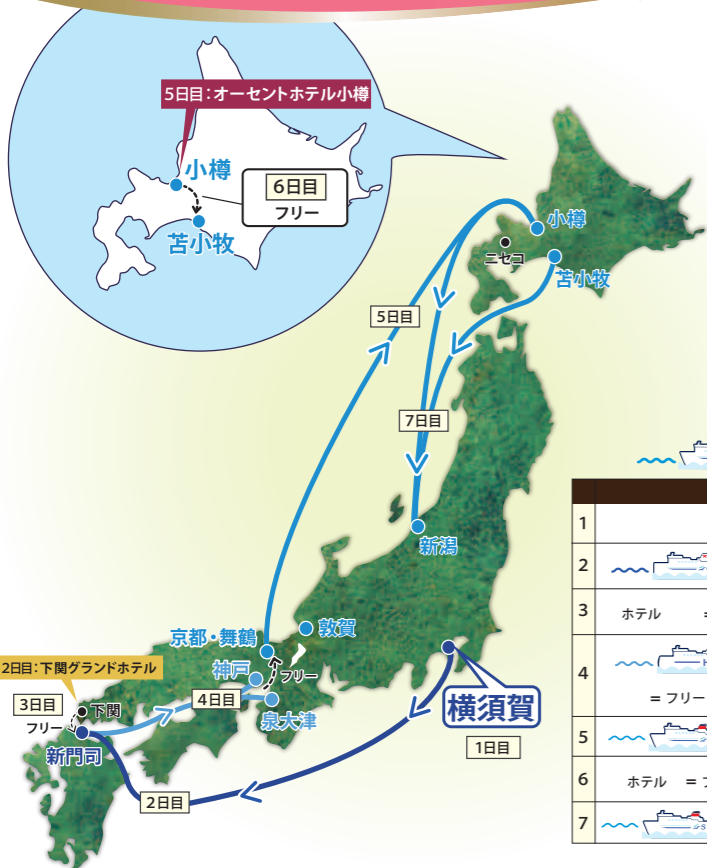 5日目：オーセントホテル小樽
小樽
6日目
フリー
苫小牧
小樽
ニセコ
苫小牧
5日目
7日目
新潟
敦賀
京都・舞鶴
神戸
フリー
4日目
泉大津
横須賀
1日目
2日目：下関グランドホテル
3日目
フリー
下関
新門司
2日目
1
2
3 ホテル =
4
= フリー
5
6 ホテル = フ
7